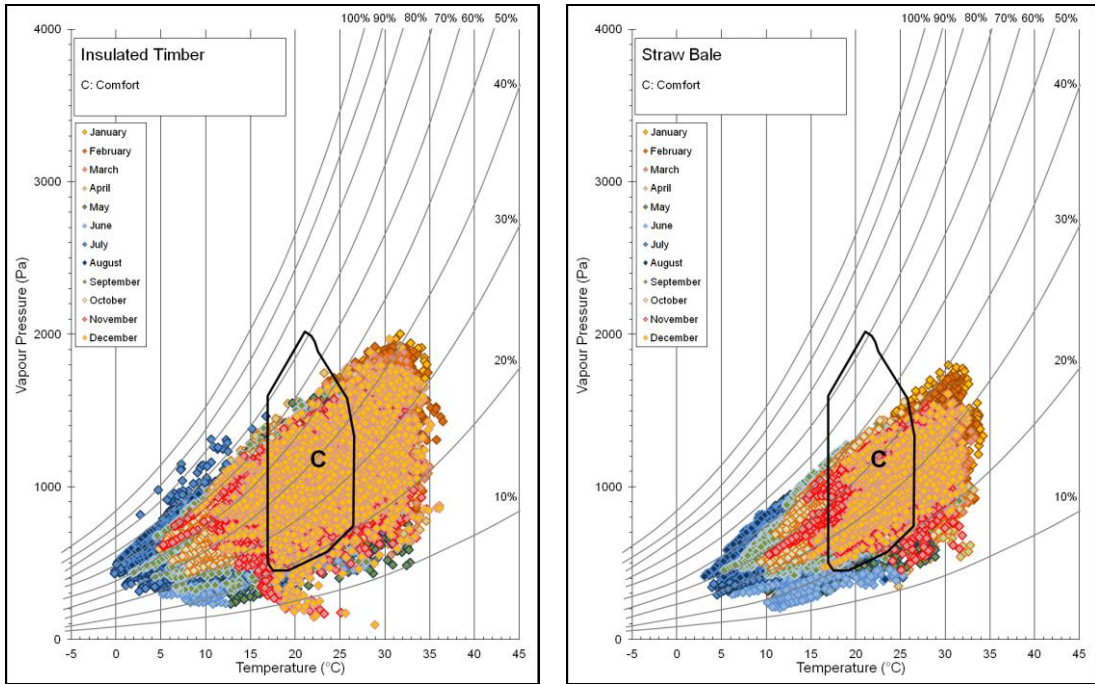 100% 90% 80% 70% 60% 50%
4000
Insulated Timber
C: Comfort
40%
January
February
March
April
May
June
July
August
September
October
November
December
3000
30%
Vapour Pressure (Pa)
2000
20%
C
1000
10%
0
-5 0 5 10 15 20 25 30 35 40 45
Temperature (°C)
100% 90% 80% 70% 60% 50%
4000
Straw Bale
C: Comfort
40%
January
February
March
April
May
June
July
August
September
October
November
December
3000
30%
Vapour Pressure (Pa)
2000
20%
C
1000
10%
0
-5 0 5 10 15 20 25 30 35 40 45
Temperature (°C)